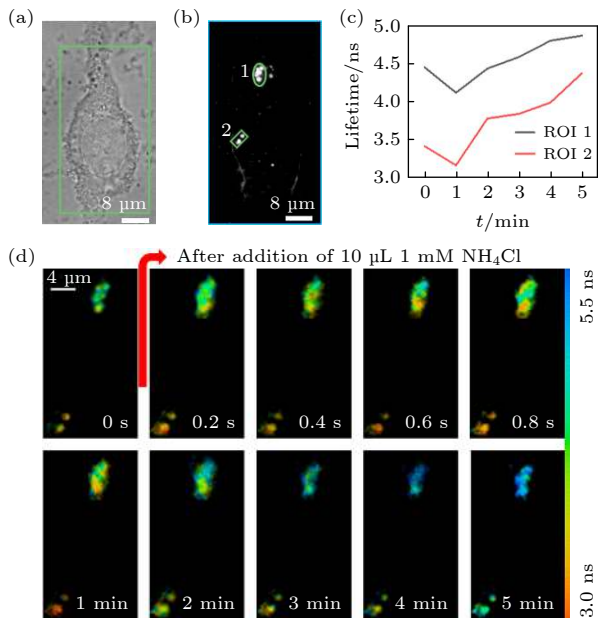 (a)
8 µm
(b)
1
2
8 µm
(c)
Lifetime/ns
5.0
4.5
4.0
3.5
3.0
ROI 1
ROI 2
0 1 2 3 4 5
t/min
(d)
After addition of 10 µL 1 mM NH₄Cl
4 µm
0 s 0.2 s 0.4 s 0.6 s 0.8 s
1 min 2 min 3 min 4 min 5 min
5.5 ns
3.0 ns